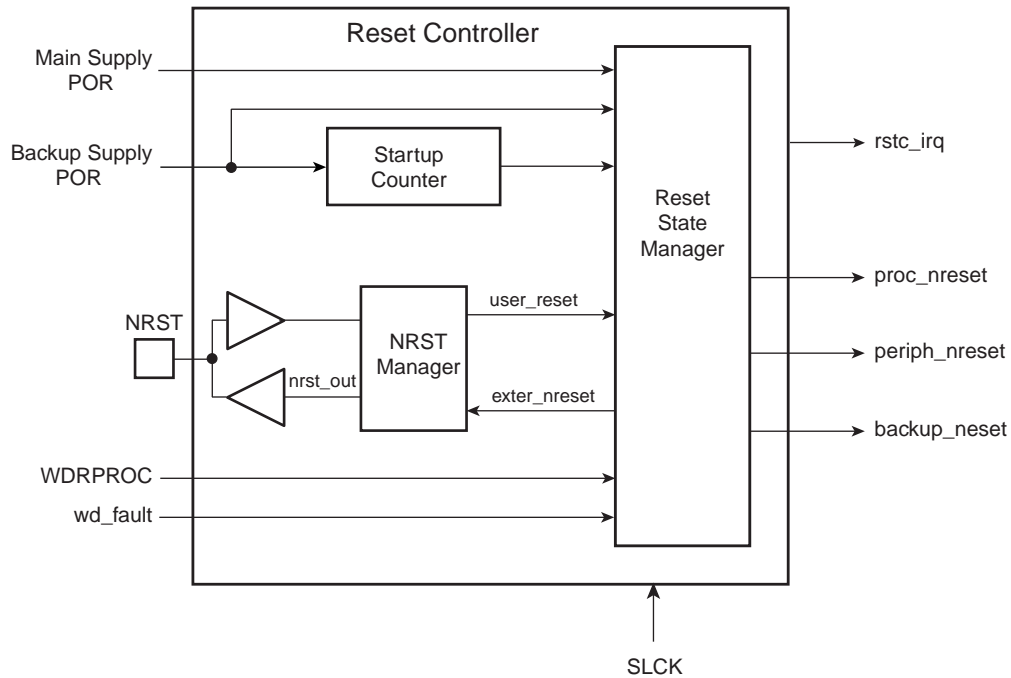 Reset Controller
Main Supply
POR
Backup Supply
POR
Startup
Counter
rstc_irq
Reset
State
Manager
proc_nreset
user_reset
NRST
NRST
Manager
periph_nreset
nrst_out
exter_nreset
backup_neset
WDRPROC
wd_fault
SLCK